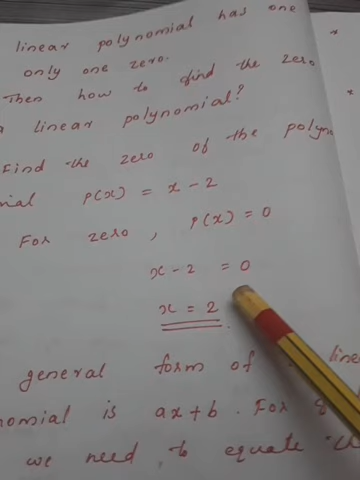 linear polynomial has one
only one zero.
Then how to find the zero
a linear polynomial?
Find the zero of the polyno
mial p(x) = x - 2
For zero, p(x) = 0
x - 2 = 0
x = 2
general form of linea
nomial is ax + b. For
we need to equate th